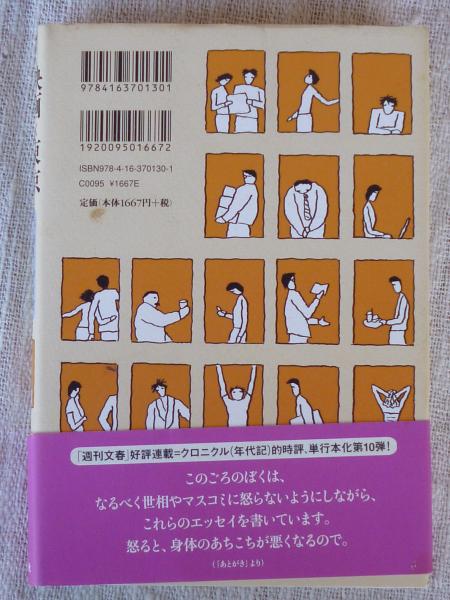 9784163701301
1920095016672
ISBN978-4-16-370130-1
C0095 ¥1667E
定価(本体1667円+税)
「週刊文春」好評連載=クロニクル(年代記)的時評、単行本化第10弾!
このごろのぼくは、
なるべく世相やマスコミに怒らないようにしながら、
これらのエッセイを書いています。
怒ると、身体のあちこちが悪くなるので。
(「あとがき」より)